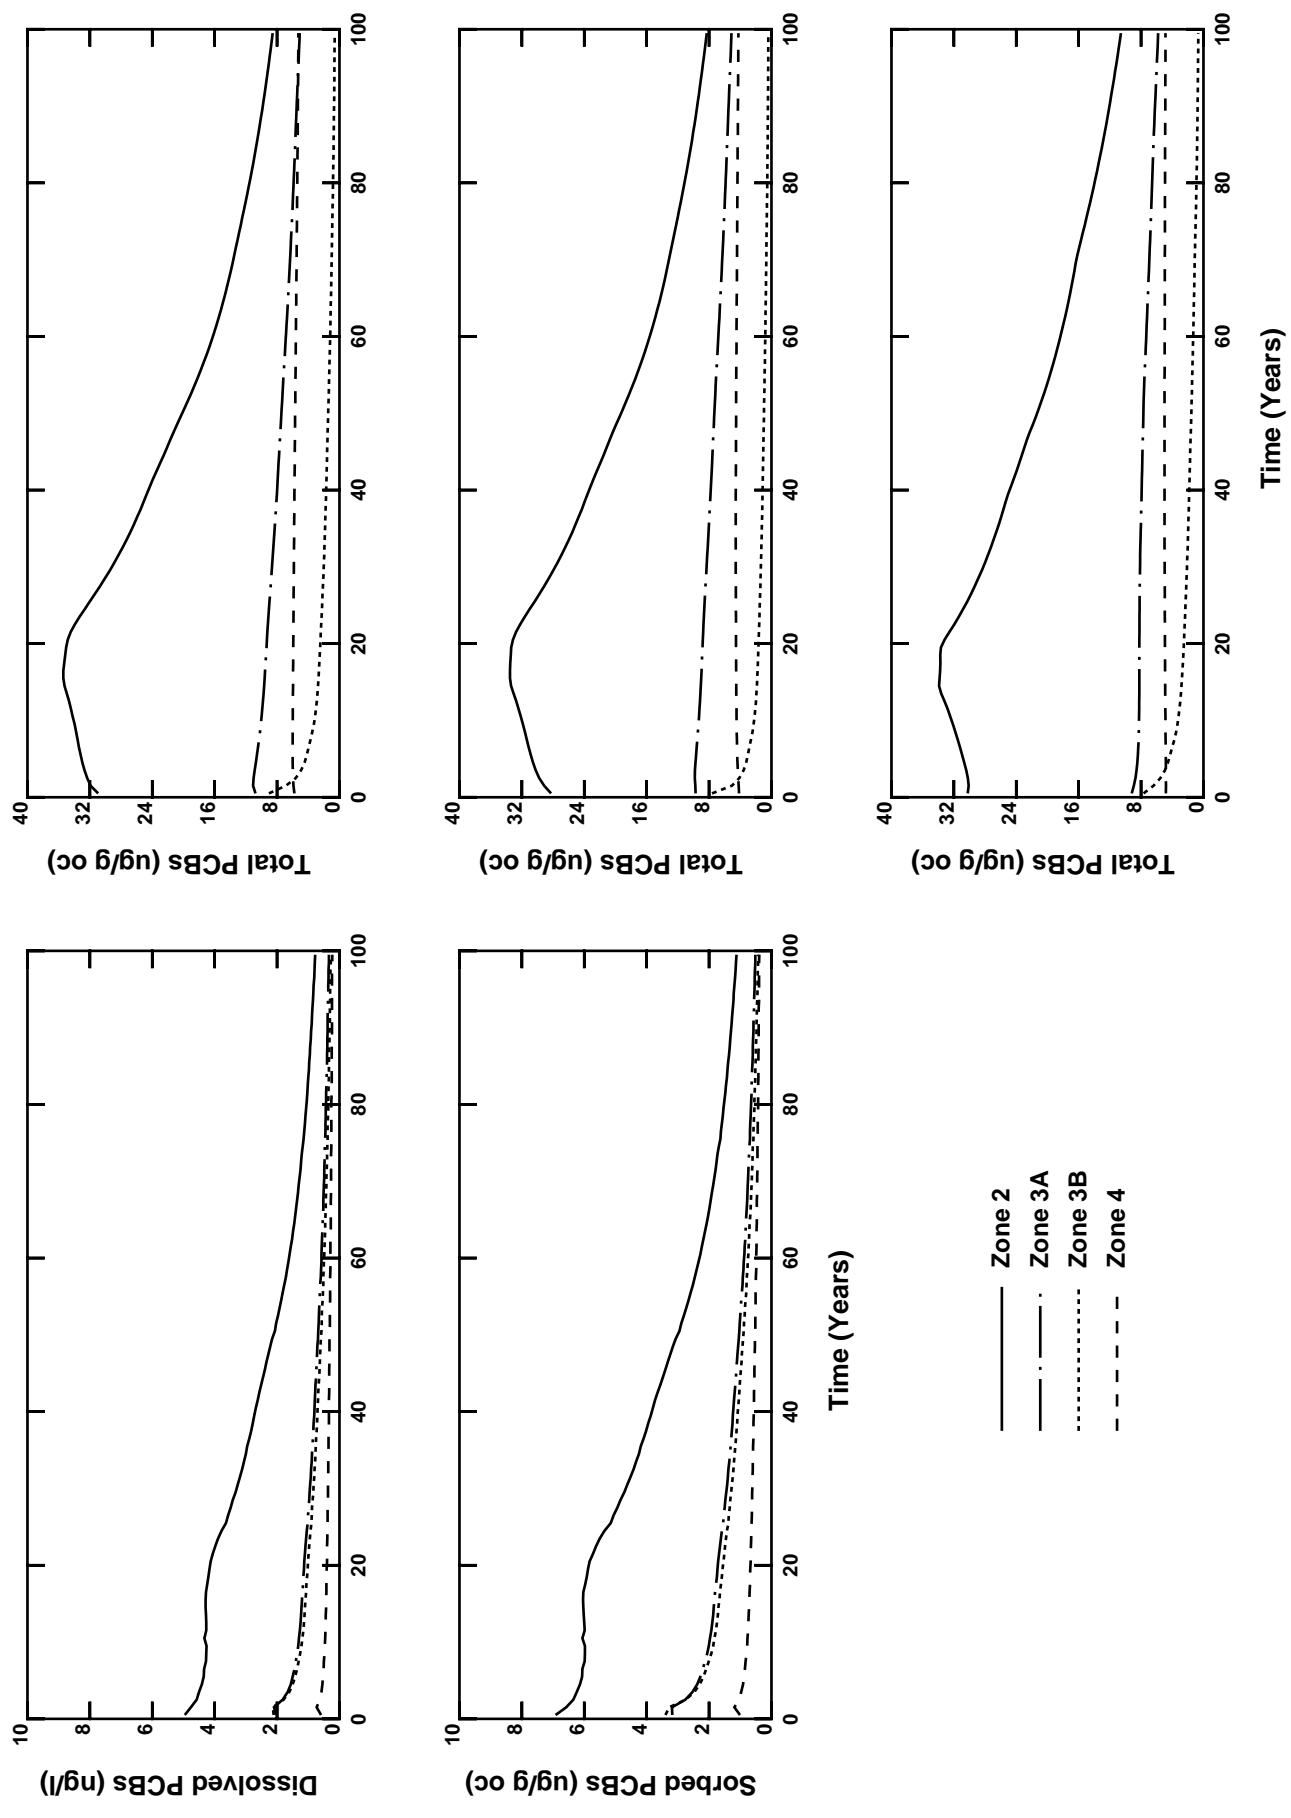 Dissolved PCBs (ng/l)
10
8
6
4
2
0
0 20 40 60 80 100
Total PCBs (ug/g oc)
40
32
24
16
8
0
0 20 40 60 80 100
Sorbed PCBs (ug/g oc)
10
8
6
4
2
0
0 20 40 60 80 100
Time (Years)
Total PCBs (ug/g oc)
40
32
24
16
8
0
0 20 40 60 80 100
Zone 2
Zone 3A
Zone 3B
Zone 4
Total PCBs (ug/g oc)
40
32
24
16
8
0
0 20 40 60 80 100
Time (Years)